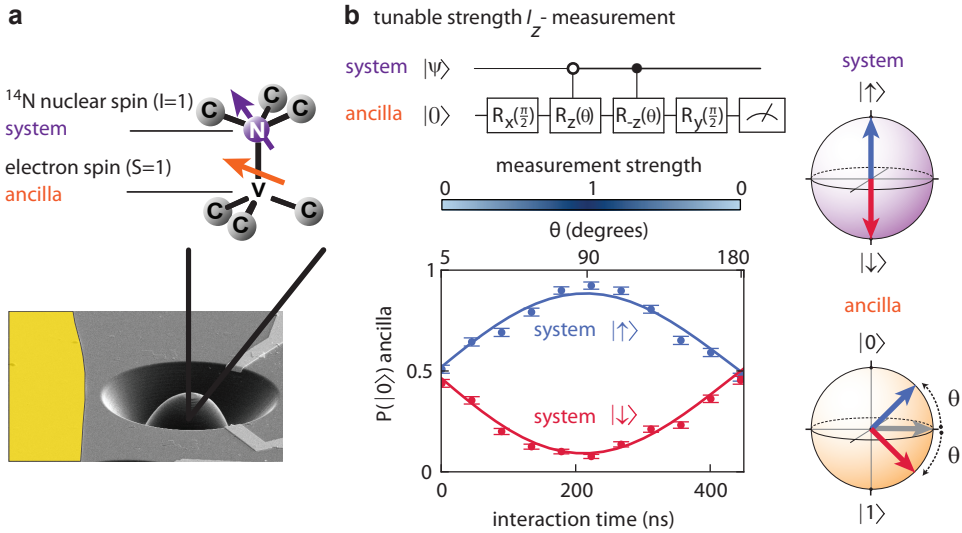 a
¹⁴N nuclear spin (I=1)
system
electron spin (S=1)
ancilla
C
C
C
N
V
C
C
C
b tunable strength I_z- measurement
system |ψ⟩
ancilla |0⟩ Rₓ(π/2) R_z(θ) R_-z(θ) R_y(π/2)
measurement strength
0 1 0
θ (degrees)
5 90 180
1
0.5
0
P(|0⟩) ancilla
system |↑⟩
system |↓⟩
0 200 400
interaction time (ns)
system
|↑⟩
|↓⟩
ancilla
|0⟩
θ
θ
|1⟩